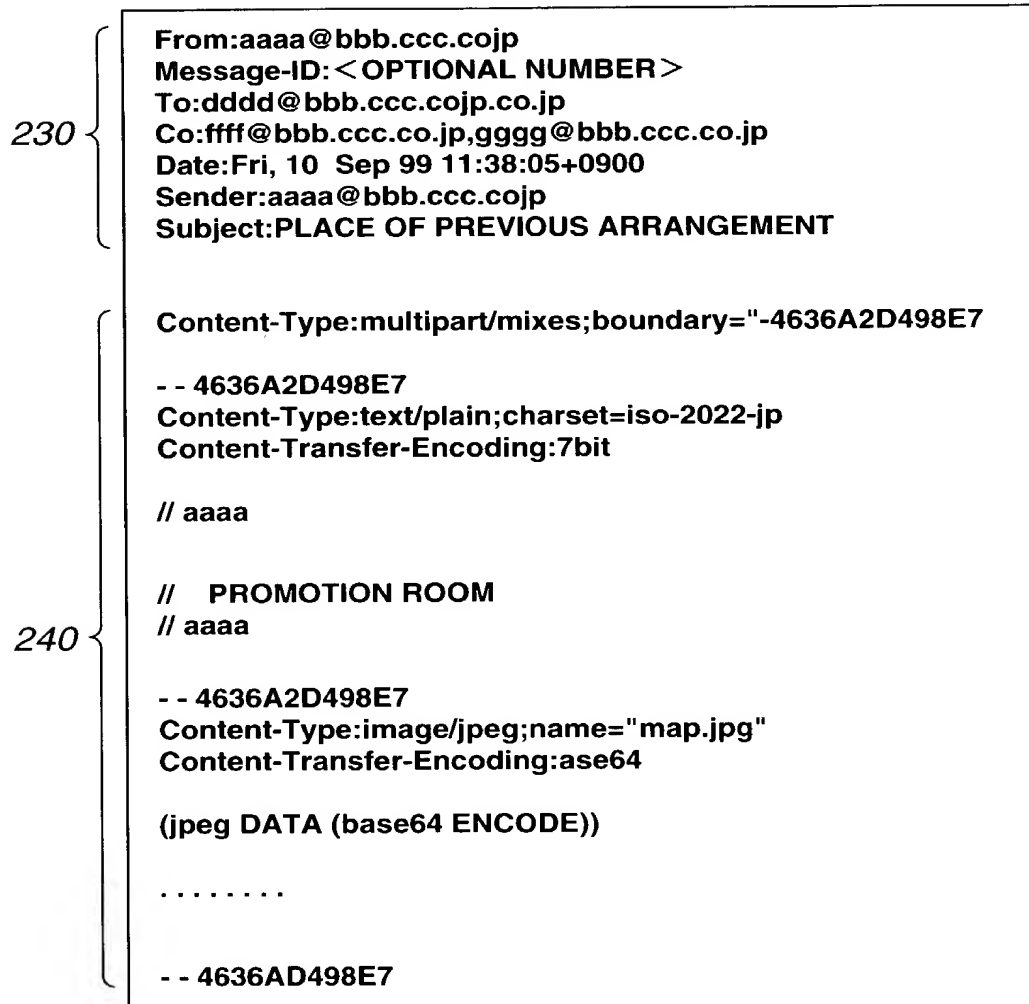 From:aaaa@bbb.ccc.cojp
Message-ID:<OPTIONAL NUMBER>
To:dddd@bbb.ccc.cojp.co.jp
230
Co:ffff@bbb.ccc.co.jp,gggg@bbb.ccc.co.jp
Date:Fri, 10 Sep 99 11:38:05+0900
Sender:aaaa@bbb.ccc.cojp
Subject:PLACE OF PREVIOUS ARRANGEMENT
Content-Type:multipart/mixes;boundary="-4636A2D498E7
- - 4636A2D498E7
Content-Type:text/plain;charset=iso-2022-jp
Content-Transfer-Encoding:7bit
// aaaa
// PROMOTION ROOM
// aaaa
240
- - 4636A2D498E7
Content-Type:image/jpeg;name="map.jpg"
Content-Transfer-Encoding:ase64
(jpeg DATA (base64 ENCODE))
. . . . . . . .
- - 4636AD498E7